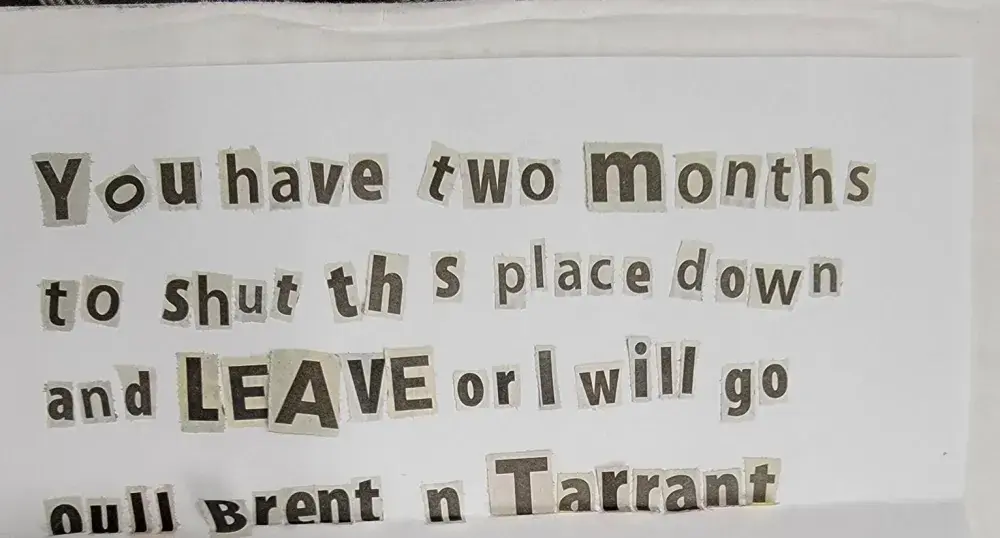 You have two months
to shut th s place down
and LEAVE or I will go
Brent n Tarrant